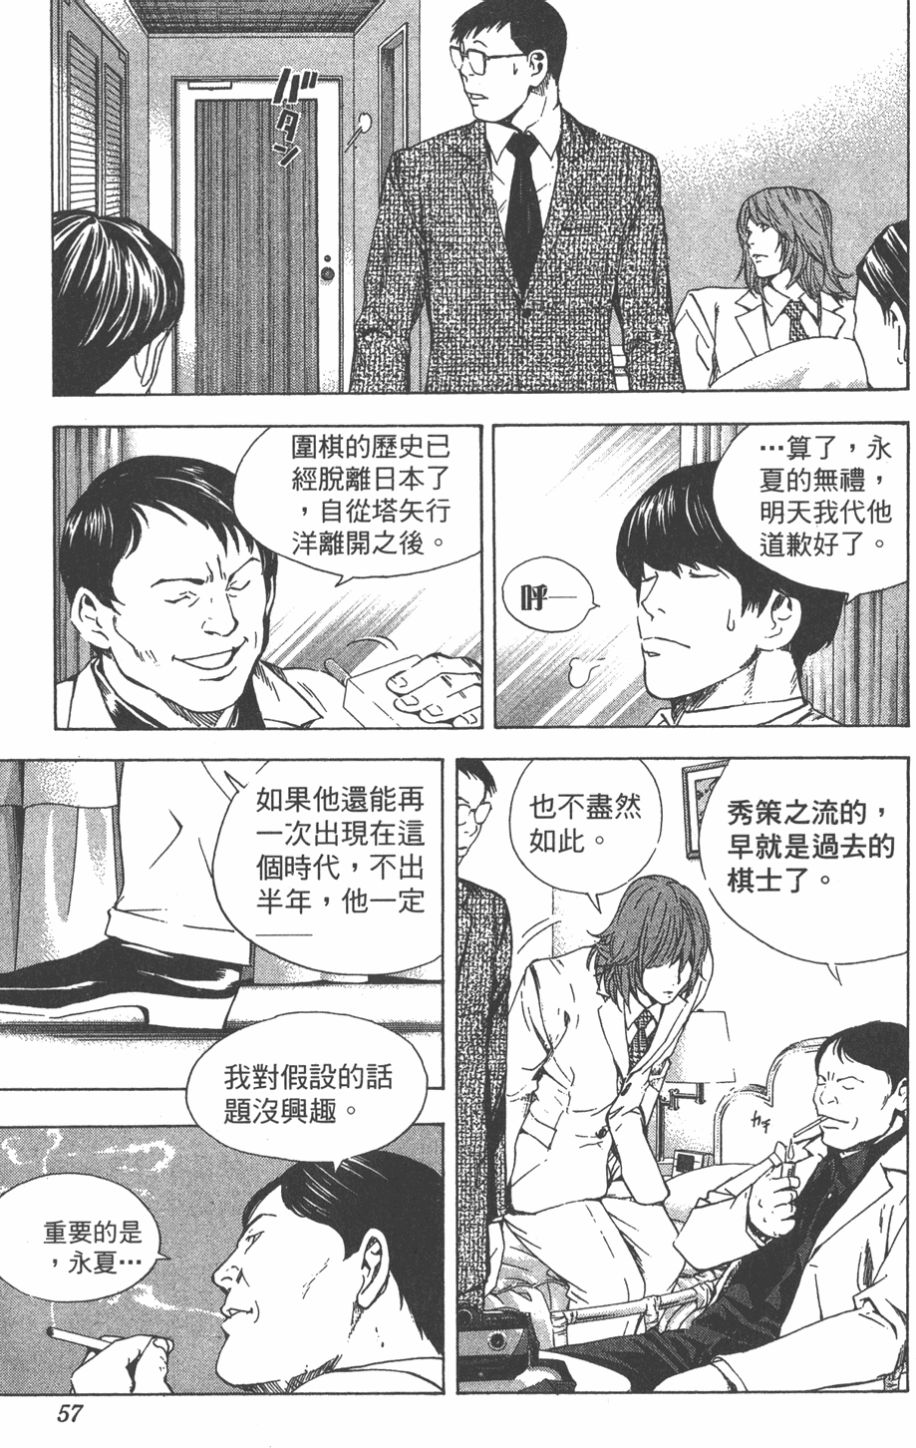 バタン
…算了，永
夏的無禮，
明天我代他
道歉好了。
呼──
圍棋的歷史已
經脫離日本了
，自從塔矢行
洋離開之後。
秀策之流的，
早就是過去的
棋士了。
也不盡然
如此。
カチ
如果他還能再
一次出現在這
個時代，不出
半年，他一定
──
我對假設的話
題沒興趣。
重要的是
，永夏…
57